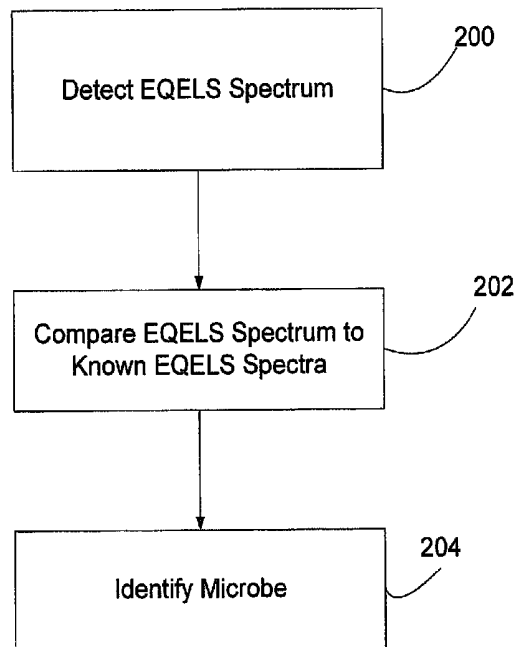 200
Detect EQELS Spectrum
202
Compare EQELS Spectrum to
Known EQELS Spectra
204
Identify Microbe